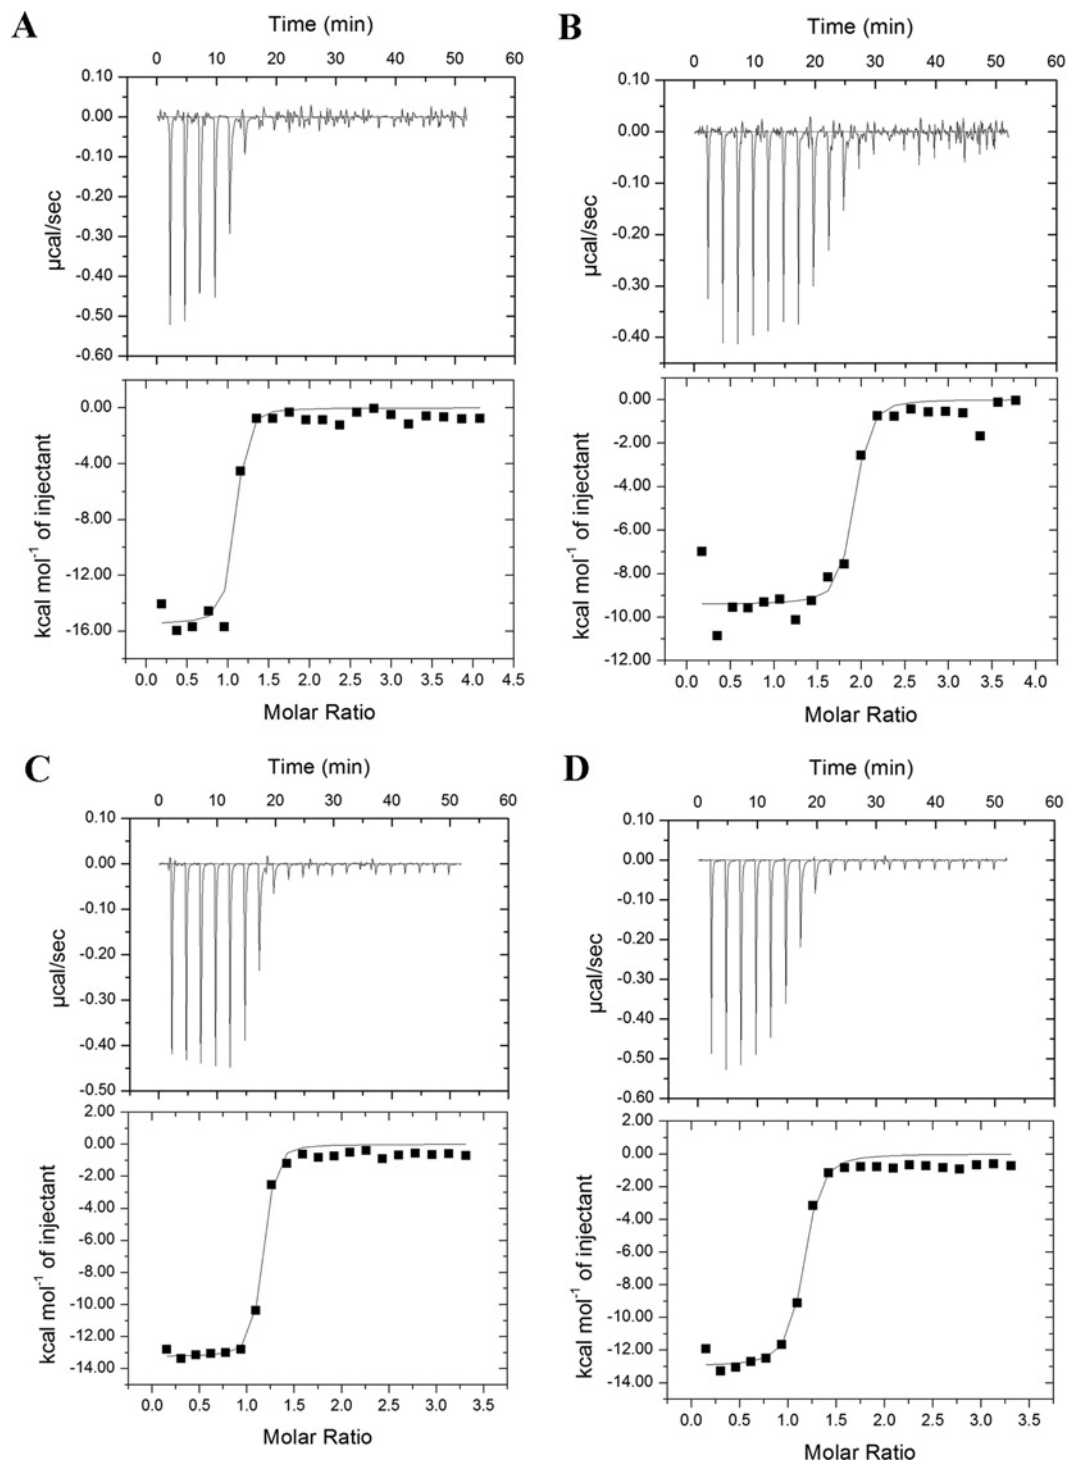 A
Time (min)
0 10 20 30 40 50 60
0.10
0.00
-0.10
-0.20
-0.30
-0.40
-0.50
-0.60
µcal/sec
0.00
-4.00
-8.00
-12.00
-16.00
kcal mol⁻¹ of injectant
0.0 0.5 1.0 1.5 2.0 2.5 3.0 3.5 4.0 4.5
Molar Ratio
B
Time (min)
0 10 20 30 40 50 60
0.10
0.00
-0.10
-0.20
-0.30
-0.40
µcal/sec
0.00
-2.00
-4.00
-6.00
-8.00
-10.00
-12.00
kcal mol⁻¹ of injectant
0.0 0.5 1.0 1.5 2.0 2.5 3.0 3.5 4.0
Molar Ratio
C
Time (min)
0 10 20 30 40 50 60
0.10
0.00
-0.10
-0.20
-0.30
-0.40
-0.50
µcal/sec
2.00
0.00
-2.00
-4.00
-6.00
-8.00
-10.00
-12.00
-14.00
kcal mol⁻¹ of injectant
0.0 0.5 1.0 1.5 2.0 2.5 3.0 3.5
Molar Ratio
D
Time (min)
0 10 20 30 40 50 60
0.10
0.00
-0.10
-0.20
-0.30
-0.40
-0.50
-0.60
µcal/sec
2.00
0.00
-2.00
-4.00
-6.00
-8.00
-10.00
-12.00
-14.00
kcal mol⁻¹ of injectant
0.0 0.5 1.0 1.5 2.0 2.5 3.0 3.5
Molar Ratio